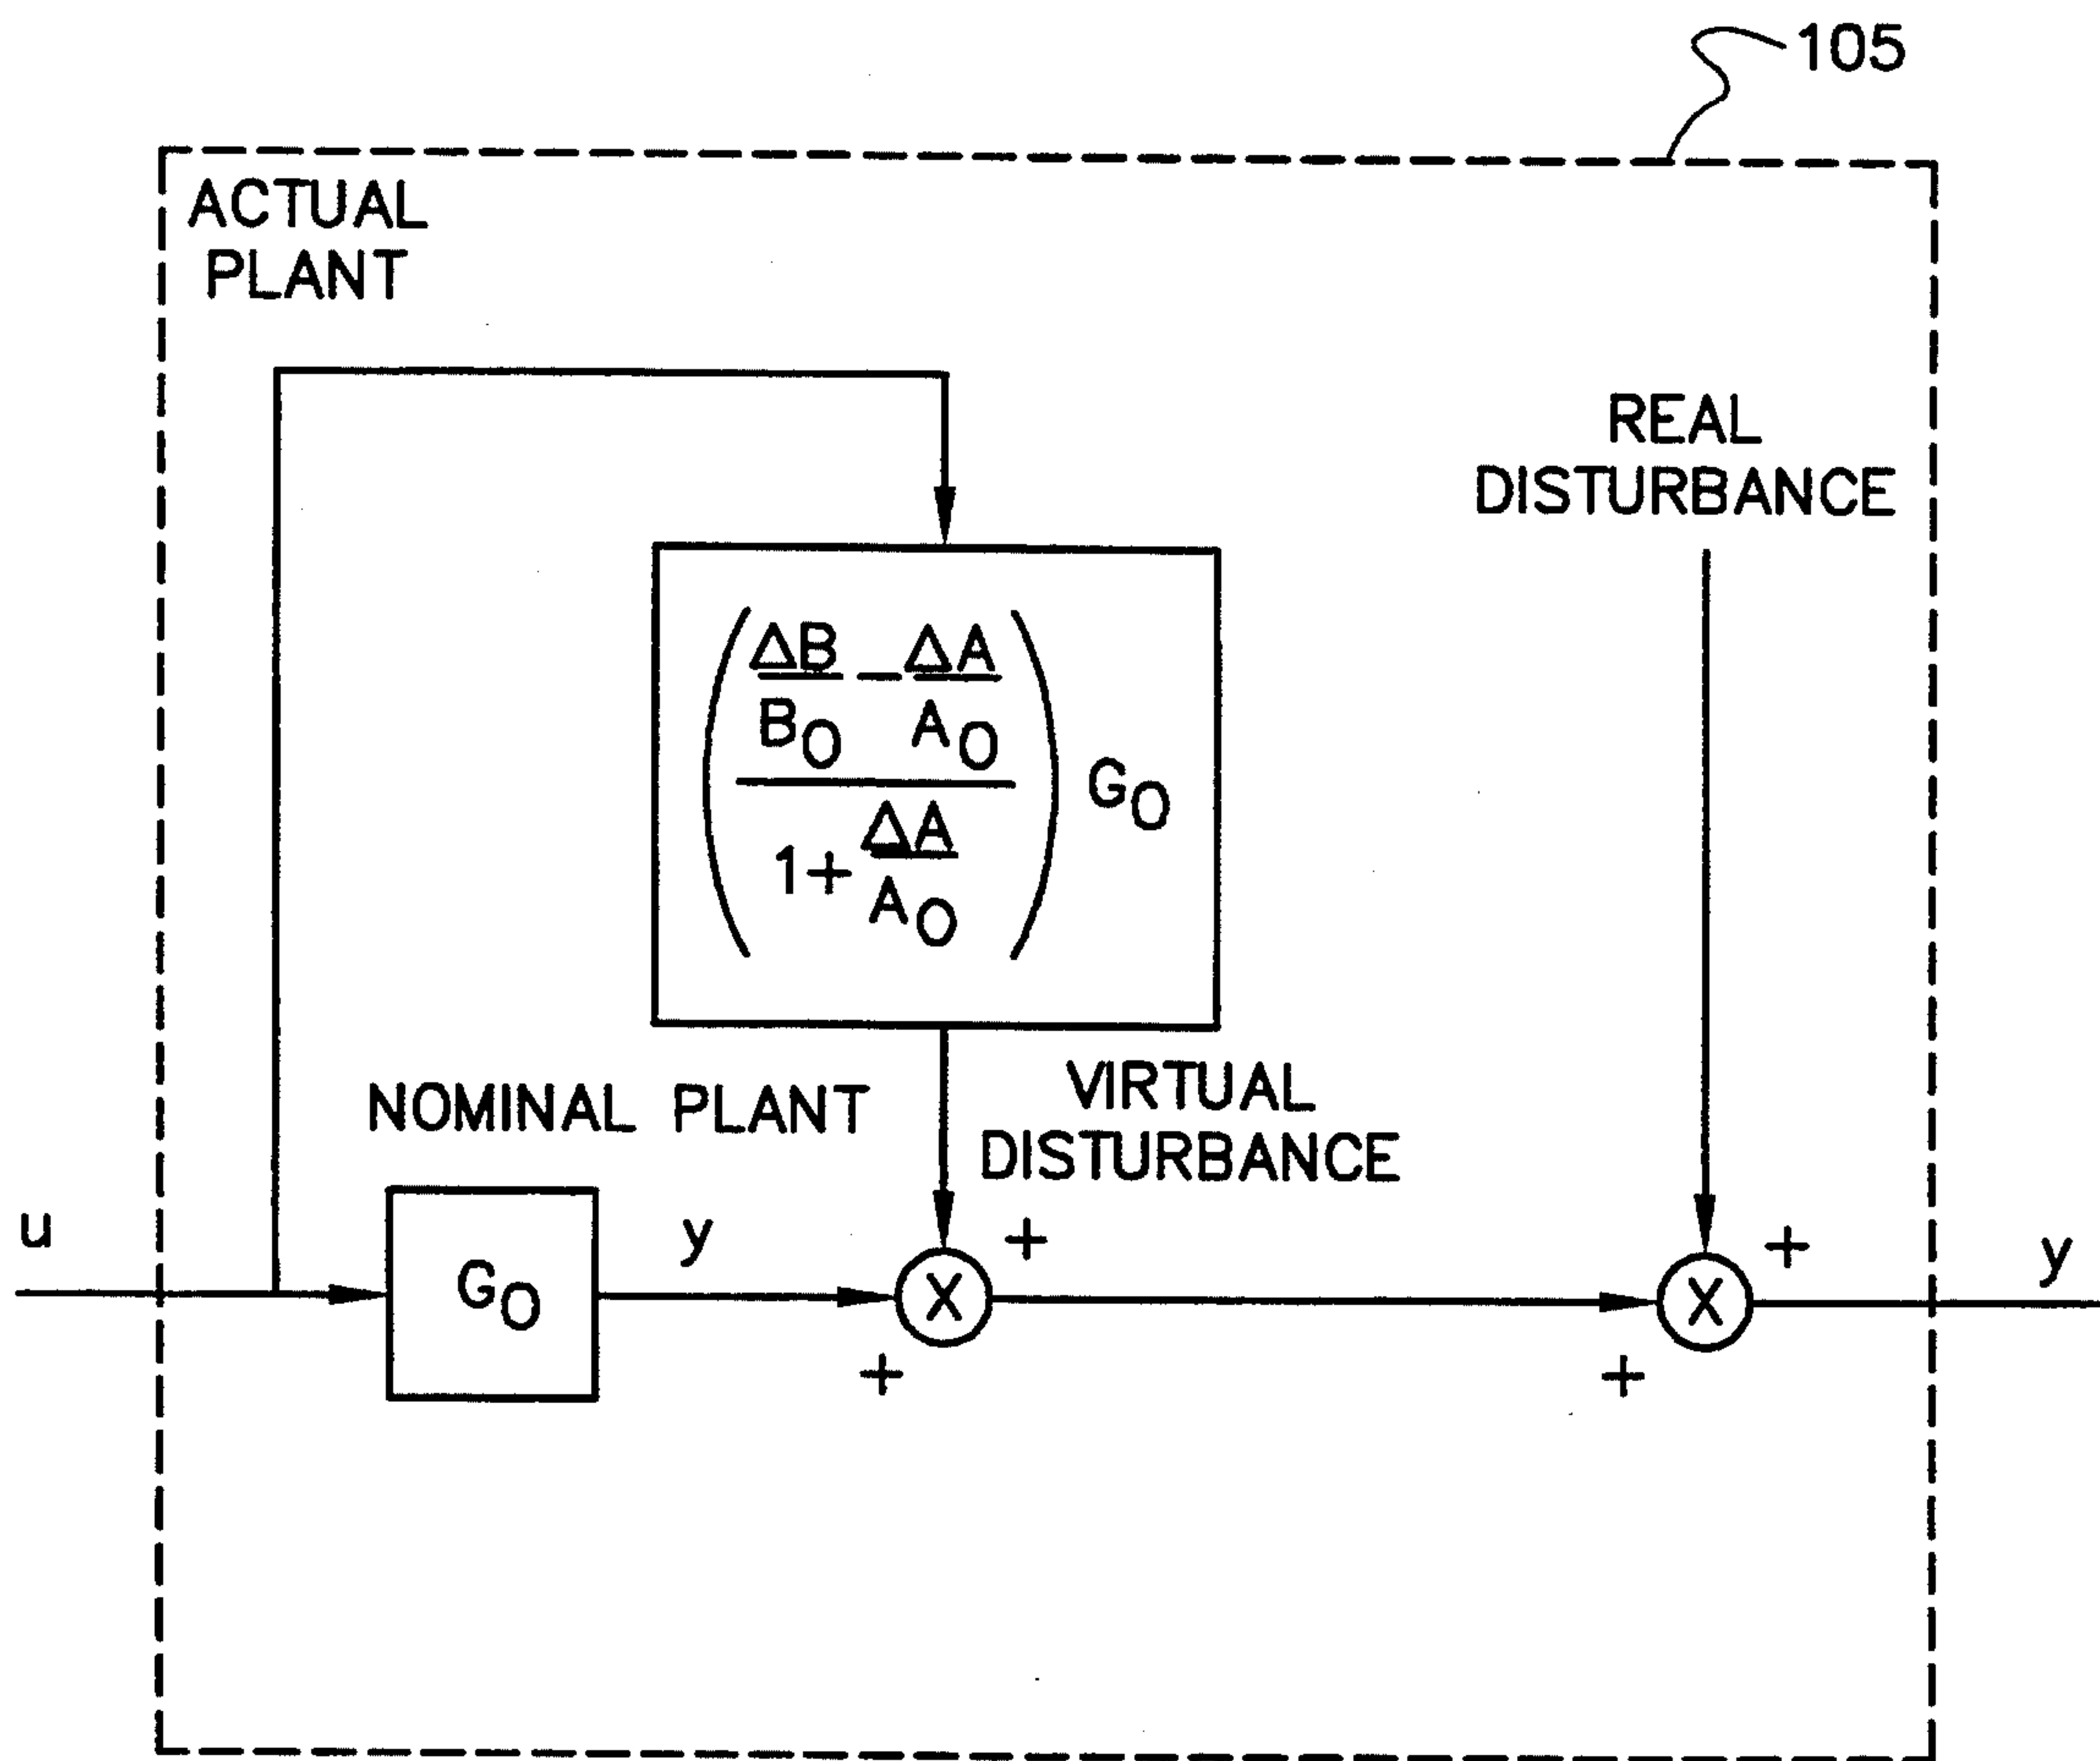 105
ACTUAL
PLANT
REAL
DISTURBANCE
ΔB/B₀ − ΔA/A₀
1+ ΔA/A₀
G₀
NOMINAL PLANT
VIRTUAL
DISTURBANCE
u
G₀
y
X
+
+
X
+
+
y